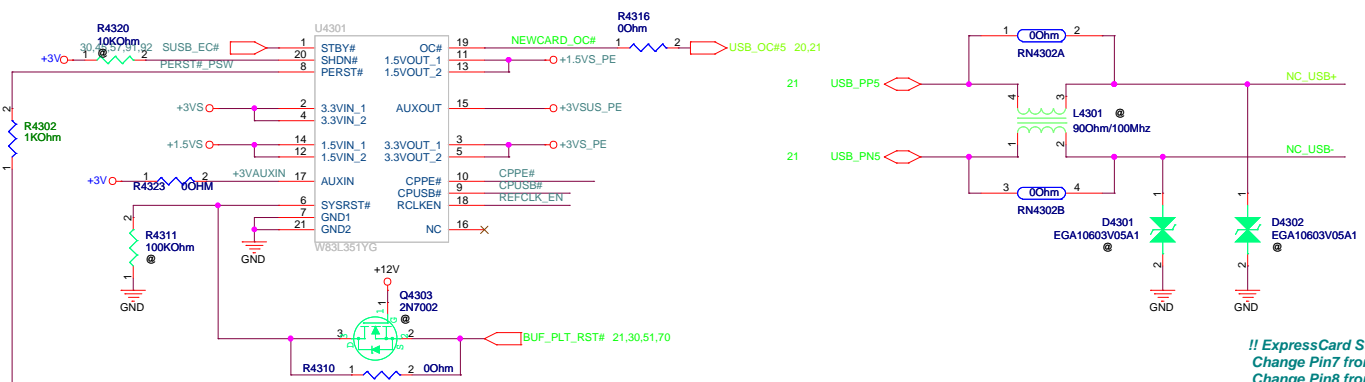 U4301
W83L351YG
R4320
10KOhm
@
30,45,57,91,92
SUSB_EC#
+3V
1
2
PERST#_PSW
1
20
8
STBY#
SHDN#
PERST#
+3VS
2
4
3.3VIN_1
3.3VIN_2
+1.5VS
14
12
1.5VIN_1
1.5VIN_2
+3V
1
2
R4323
0OHM
+3VAUXIN
17
AUXIN
6
7
21
SYSRST#
GND1
GND2
GND
OC#
1.5VOUT_1
1.5VOUT_2
19
11
13
NEWCARD_OC#
+1.5VS_PE
AUXOUT
15
+3VSUS_PE
3.3VOUT_1
3.3VOUT_2
3
5
+3VS_PE
CPPE#
CPUSB#
RCLKEN
10
9
18
CPPE#
CPUSB#
REFCLK_EN
NC
16
R4316
0Ohm
1
2
USB_OC#5 20,21
2
R4302
1KOhm
1
2
R4311
100KOhm
@
1
GND
+12V
Q4303
2N7002
@
1
G
3
D
S
2
BUF_PLT_RST# 21,30,51,70
R4310
1
2
0Ohm
1
0Ohm
2
RN4302A
21
USB_PP5
NC_USB+
4
3
L4301
@
90Ohm/100Mhz
1
2
21
USB_PN5
NC_USB-
3
0Ohm
4
RN4302B
1
D4301
EGA10603V05A1
@
2
GND
1
D4302
EGA10603V05A1
@
2
GND
!! ExpressCard S
Change Pin7 fro
Change Pin8 from